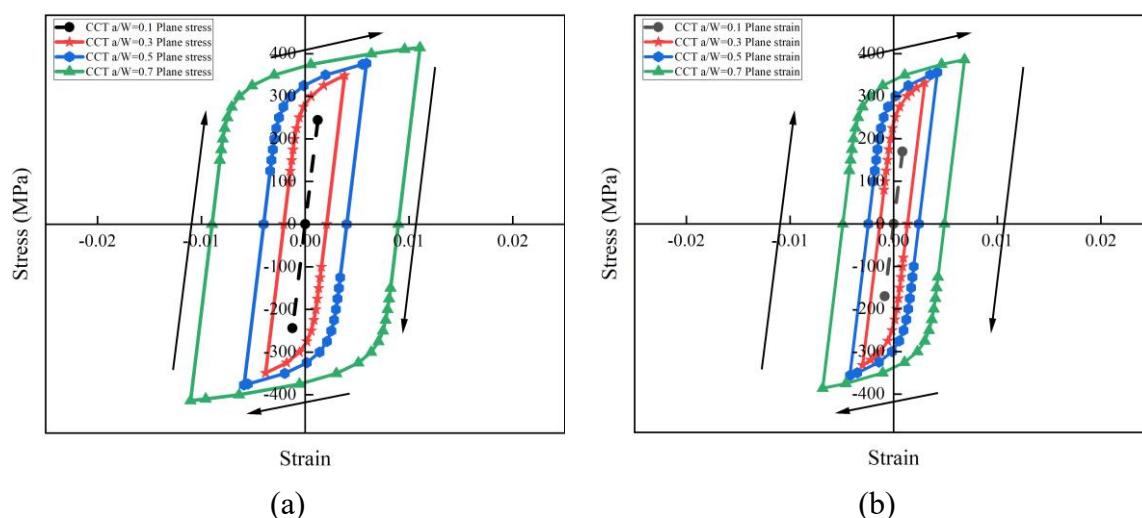 CCT a/W=0.1 Plane stress
CCT a/W=0.3 Plane stress
CCT a/W=0.5 Plane stress
CCT a/W=0.7 Plane stress
400
300
200
100
0
-100
-200
-300
-400
-0.02
-0.01
0.00
0.01
0.02
Stress (MPa)
Strain
(a)
CCT a/W=0.1 Plane strain
CCT a/W=0.3 Plane strain
CCT a/W=0.5 Plane strain
CCT a/W=0.7 Plane strain
400
300
200
100
0
-100
-200
-300
-400
-0.02
-0.01
0.00
0.01
0.02
Stress (MPa)
Strain
(b)